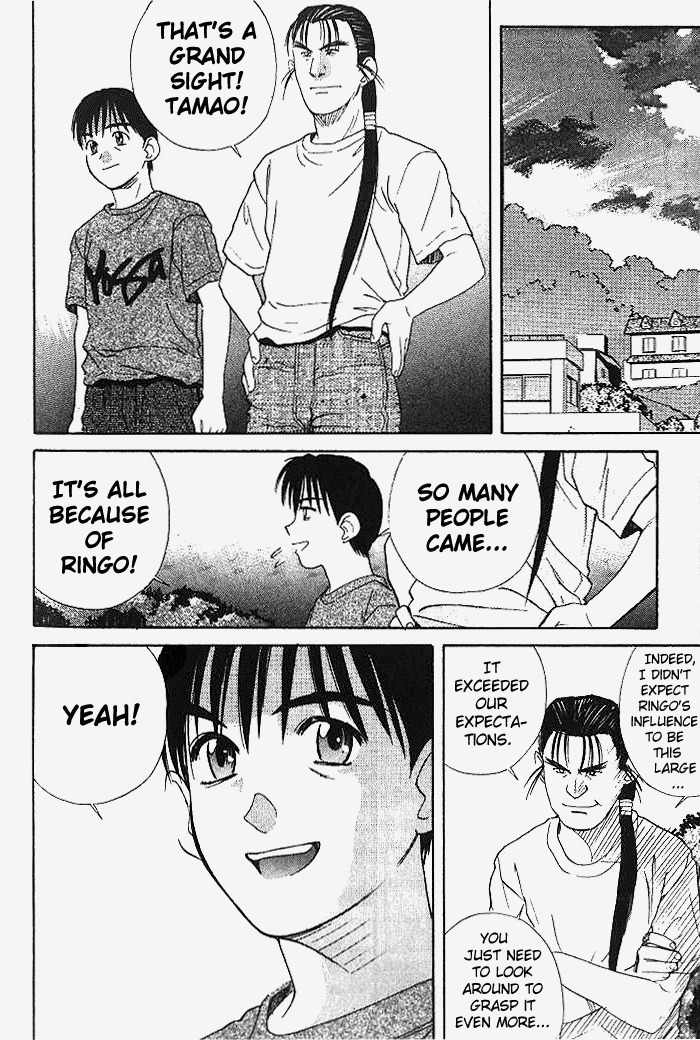 THAT'S A
GRAND
SIGHT!
TAMAO!
Yossa
SO MANY
PEOPLE
CAME...
IT'S ALL
BECAUSE
OF
RINGO!
INDEED,
I DIDN'T
EXPECT
RINGO'S
INFLUENCE
TO BE
THIS
LARGE
...
IT
EXCEEDED
OUR
EXPECTA-
TIONS.
YOU
JUST NEED
TO LOOK
AROUND TO
GRASP IT
EVEN MORE...
YEAH!